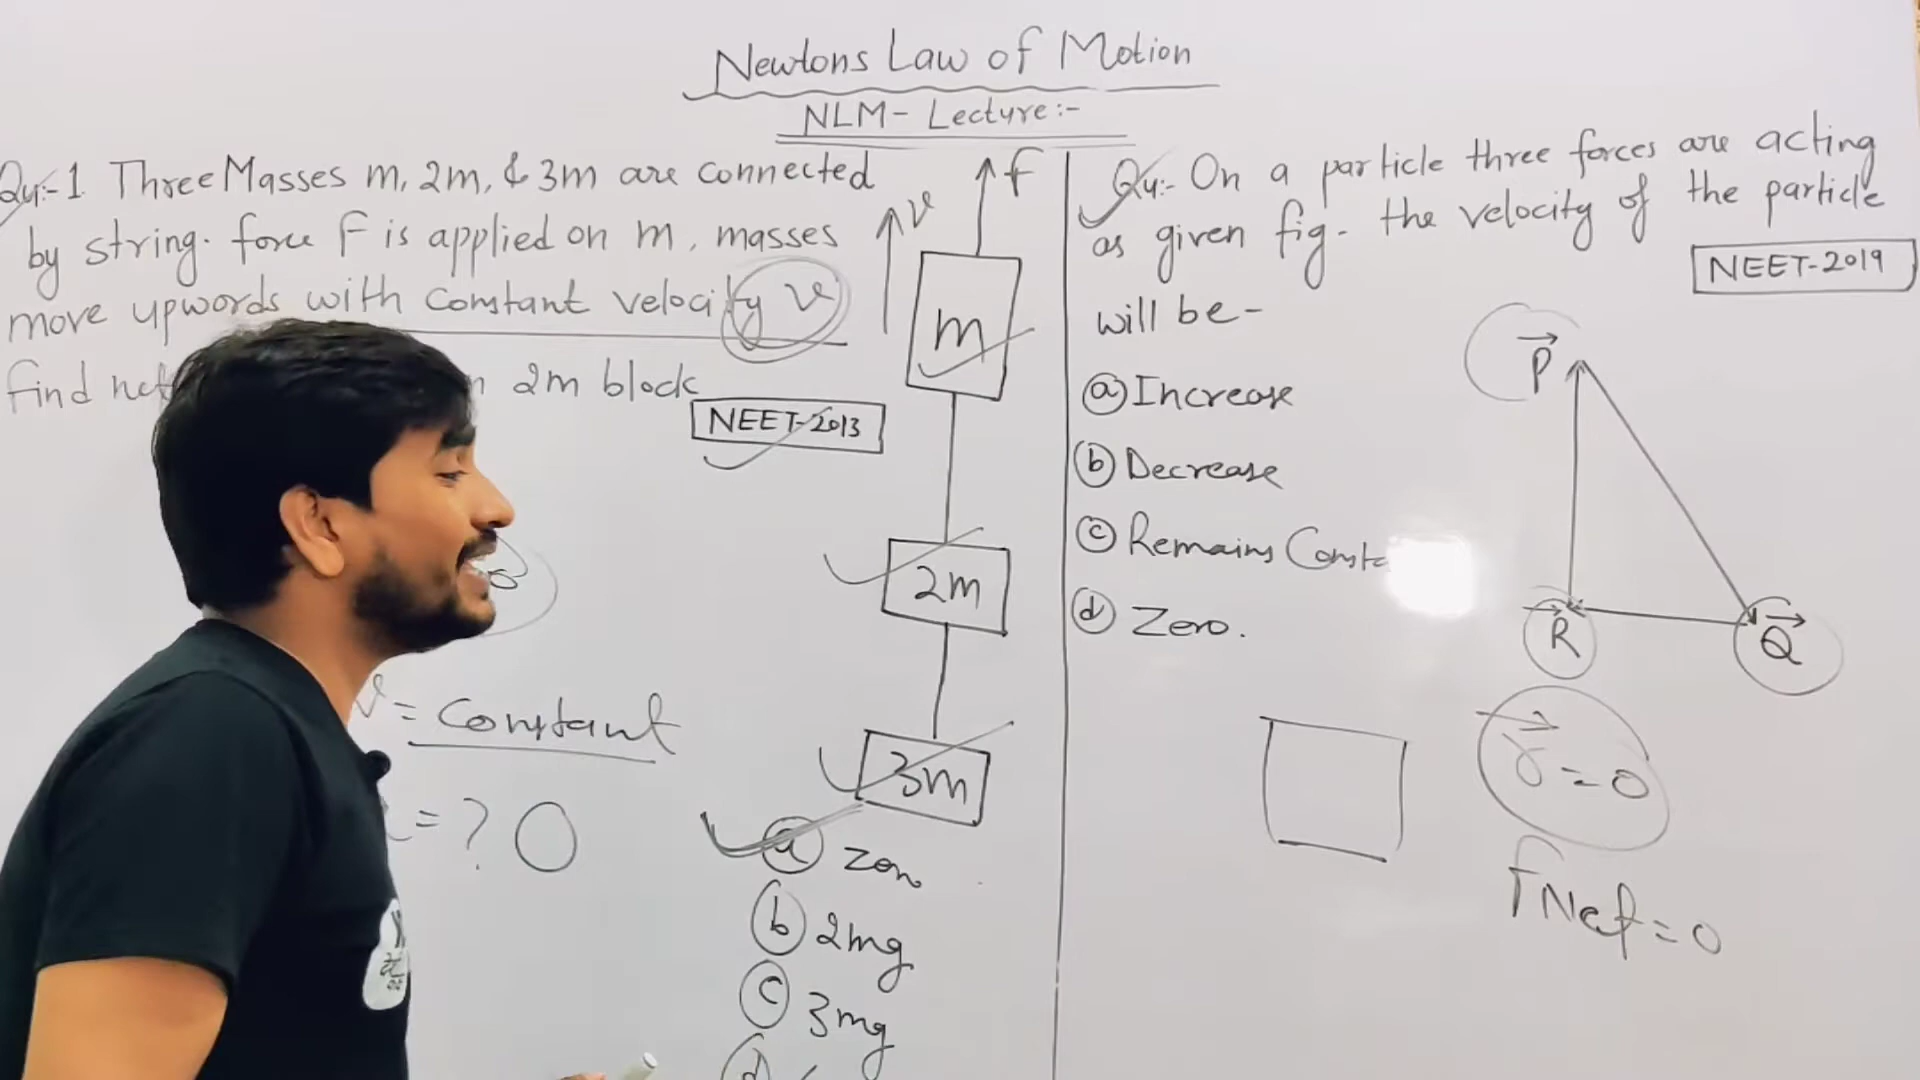 Newtons Law of Motion
NLM- Lecture:-
Qu:-1 Three Masses m, 2m, & 3m are connected
by string. force F is applied on m, masses
move upwords with constant velocity v
find net
n 2m block
NEET-2013
v
F
m
2m
3m
v = constant
= ? 0
(a) Zero
(b) 2mg
(c) 3mg
(d)
Qu:- On a particle three forces are acting
as given fig- the velocity of the particle
will be-
NEET-2019
(a) Increase
(b) Decrease
(c) Remains Consta
(d) Zero.
P
R
Q
= 0
FNet = 0